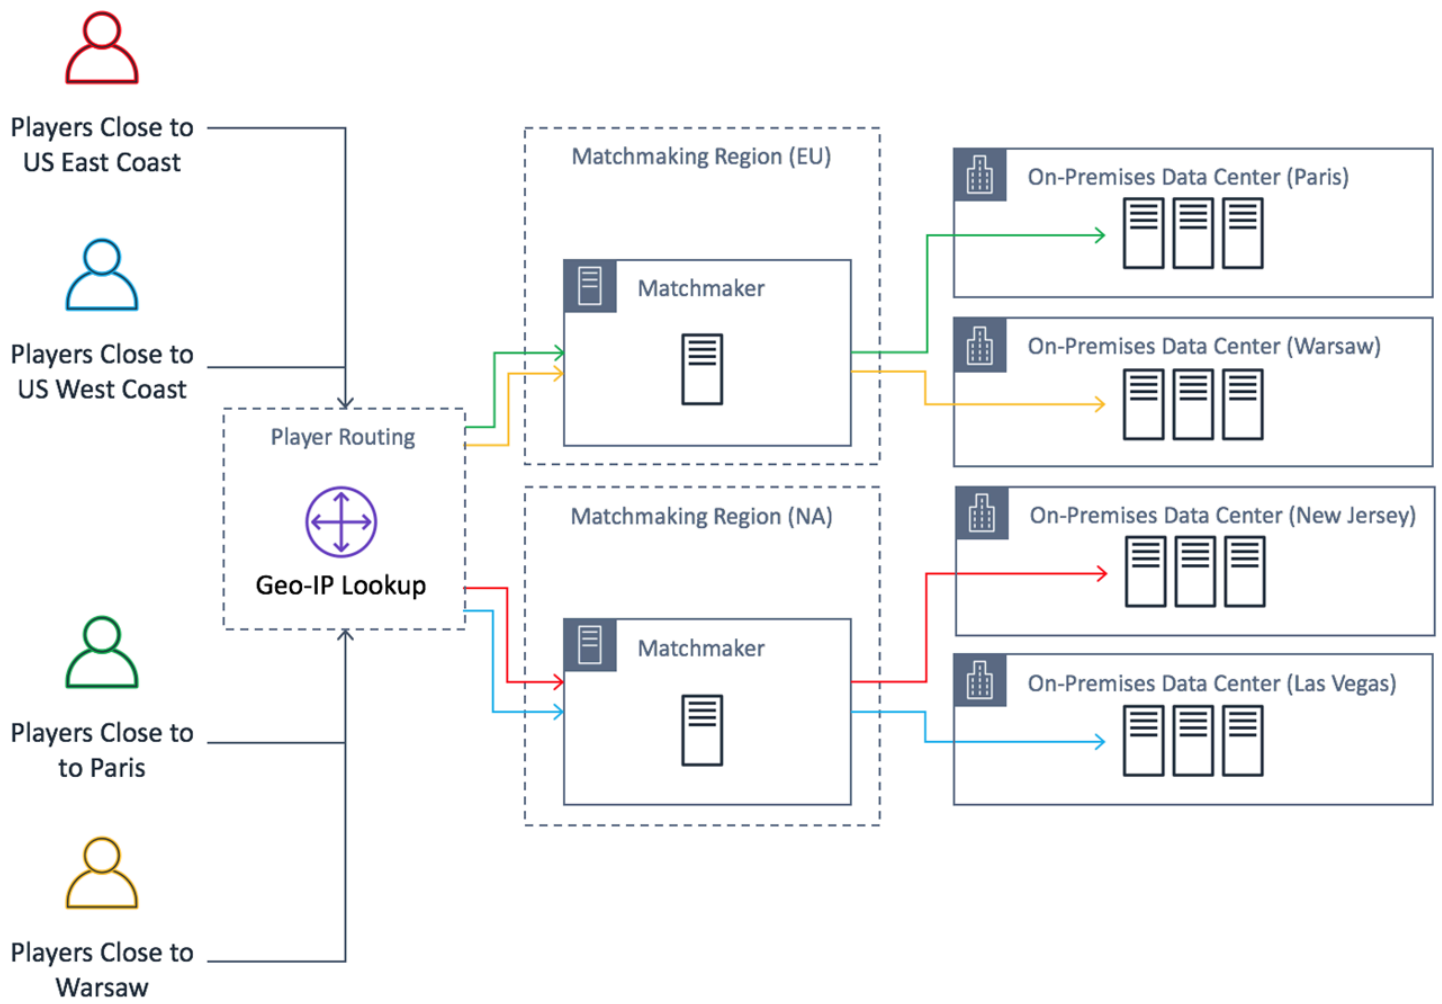 Players Close to
US East Coast
Players Close to
US West Coast
Players Close to
to Paris
Players Close to
Warsaw
Player Routing
Geo-IP Lookup
Matchmaking Region (EU)
Matchmaker
Matchmaking Region (NA)
Matchmaker
On-Premises Data Center (Paris)
On-Premises Data Center (Warsaw)
On-Premises Data Center (New Jersey)
On-Premises Data Center (Las Vegas)